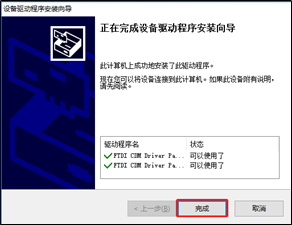 设备驱动程序安装向导
正在完成设备驱动程序安装向导
此计算机上成功地安装了此驱动程序。
现在您可以将设备连接到此计算机。如果此设备附有说明，
请先阅读。
驱动程序名 状态
FTDI CDM Driver Pa... 可以使用了
FTDI CDM Driver Pa... 可以使用了
< 上一步(B) 完成 取消